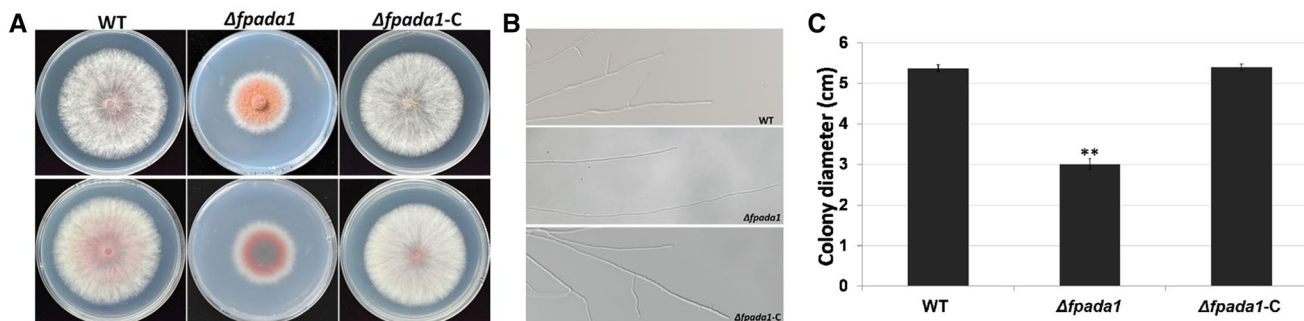 A
WT
Δfpada1
Δfpada1-C
B
WT
Δfpada1
Δfpada1-C
C
Colony diameter (cm)
6
5
4
3
2
1
0
**
WT
Δfpada1
Δfpada1-C